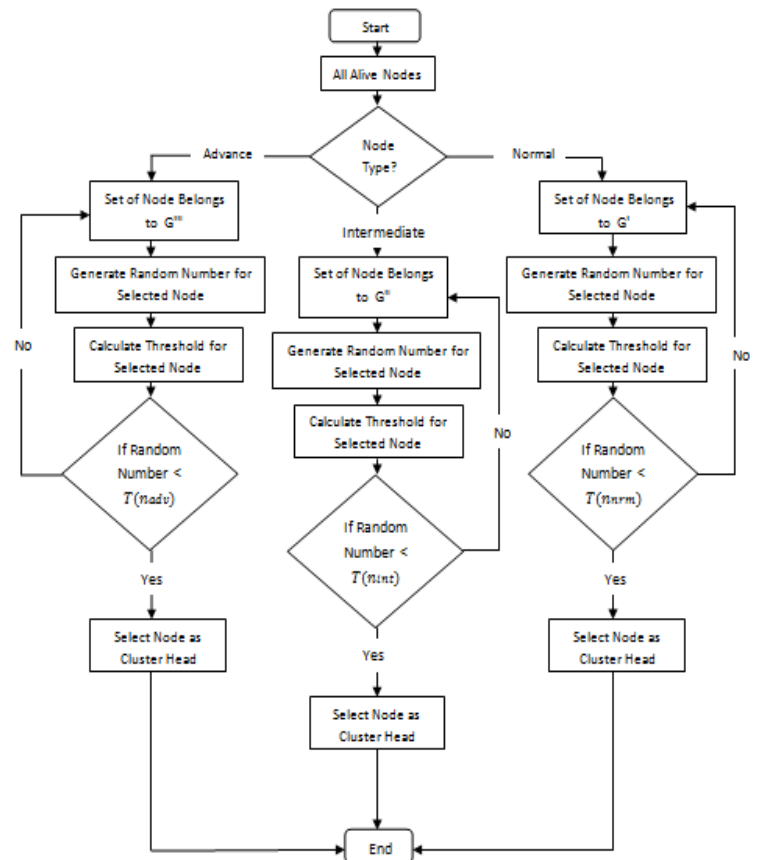 Start
All Alive Nodes
Node
Type?
Advance
Normal
Intermediate
Set of Node Belongs
to G'''
Generate Random Number for
Selected Node
Calculate Threshold for
Selected Node
No
If Random
Number <
T(nadv)
Yes
Select Node as
Cluster Head
Set of Node Belongs
to G''
Generate Random Number for
Selected Node
Calculate Threshold for
Selected Node
No
If Random
Number <
T(nint)
Yes
Select Node as
Cluster Head
Set of Node Belongs
to G'
Generate Random Number for
Selected Node
Calculate Threshold for
Selected Node
No
If Random
Number <
T(nnrm)
Yes
Select Node as
Cluster Head
End